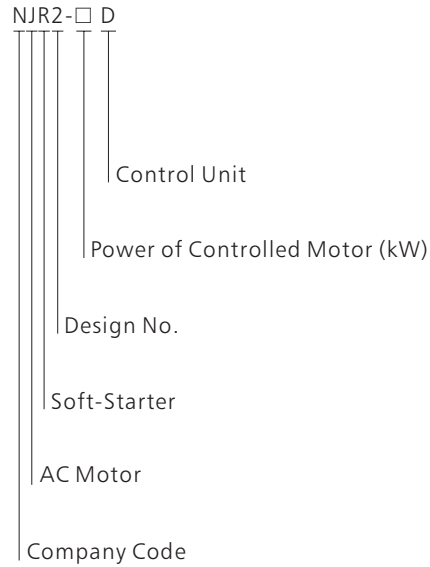 NJR2-□ D
Control Unit
Power of Controlled Motor (kW)
Design No.
Soft-Starter
AC Motor
Company Code